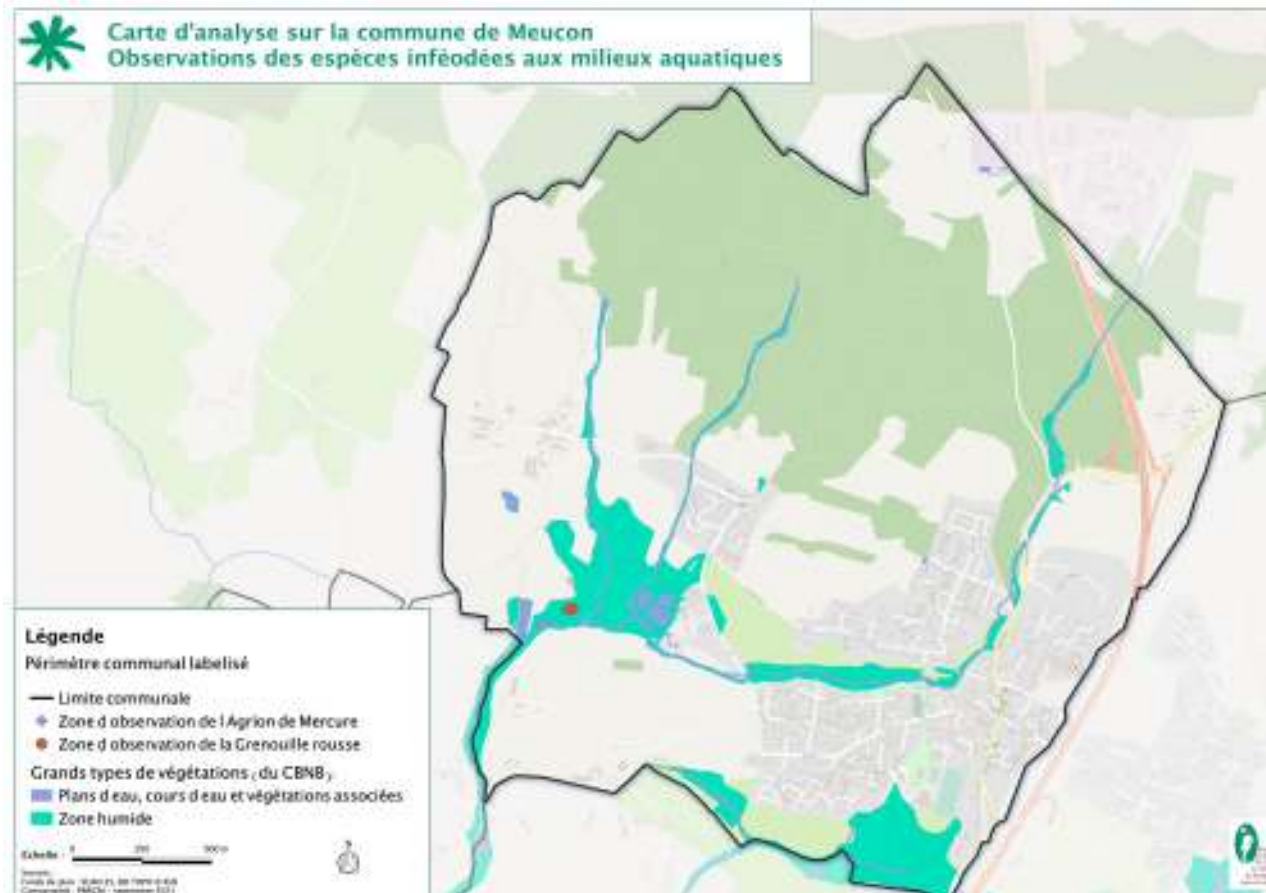 Carte d'analyse sur la commune de Meucon
Observations des espèces inféodées aux milieux aquatiques
Légende
Périmètre communal labelisé
Limite communale
Zone d observation de l Agrion de Mercure
Zone d observation de la Grenouille rousse
Grands types de végétations ( du CBNB )
Plans d eau, cours d eau et végétations associées
Zone humide
Echelle :
0